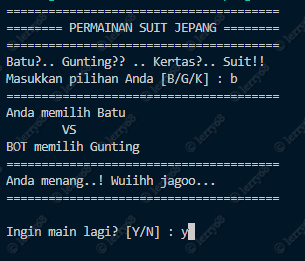 =====================================
======== PERMAINAN SUIT JEPANG ========
=====================================
Batu?.. Gunting?? .. Kertas?.. Suit!!
Masukkan pilihan Anda [B/G/K] : b
=====================================
Anda memilih Batu
VS
BOT memilih Gunting
=====================================
Anda menang..! Wuiihh jagoo...
=====================================
Ingin main lagi? [Y/N] : y